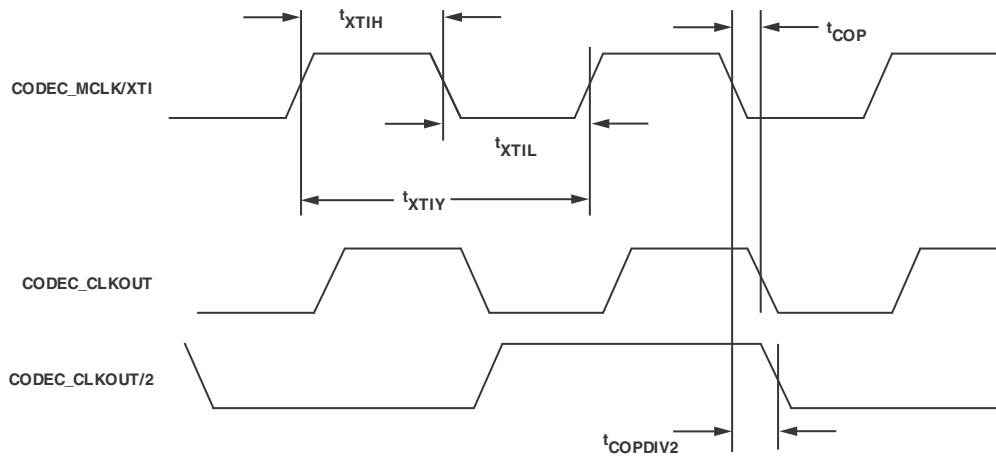 tXTIH
tCOP
CODEC_MCLK/XTI
tXTIL
tXTIY
CODEC_CLKOUT
CODEC_CLKOUT/2
tCOPDIV2